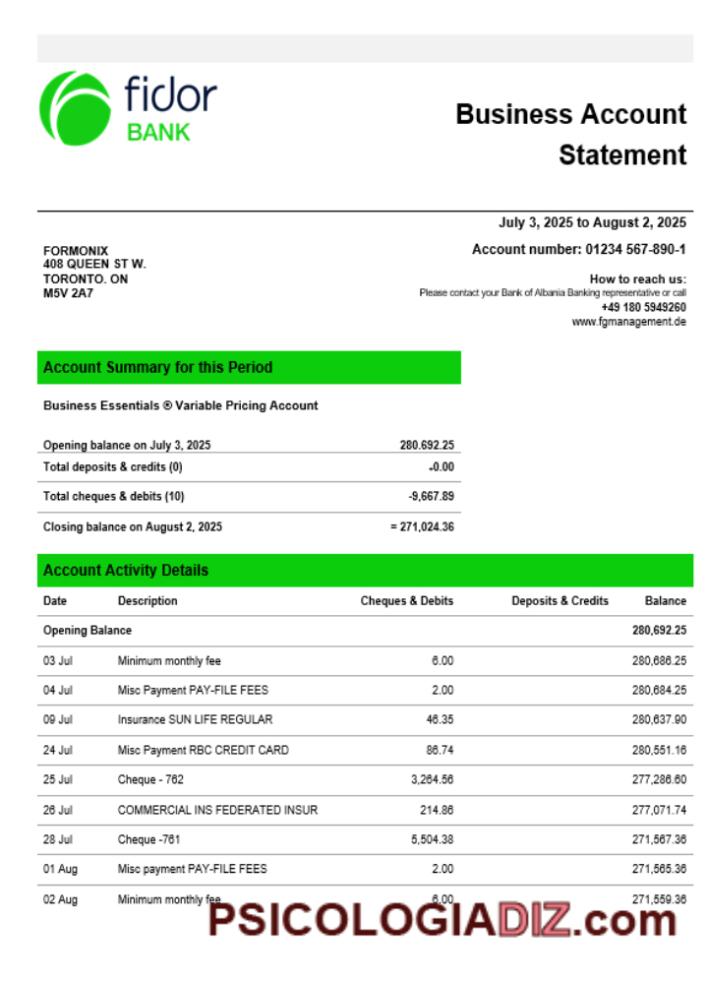 fidor
BANK
Business Account
Statement
July 3, 2025 to August 2, 2025
FORMONIX
408 QUEEN ST W.
TORONTO. ON
M5V 2A7
Account number: 01234 567-890-1
How to reach us:
Please contact your Bank of Albania Banking representative or call
+49 180 5949260
www.fgmanagement.de
Account Summary for this Period
Business Essentials ® Variable Pricing Account
Opening balance on July 3, 2025 280.692.25
Total deposits & credits (0) -0.00
Total cheques & debits (10) -9,667.89
Closing balance on August 2, 2025 = 271,024.36
Account Activity Details
Date Description Cheques & Debits Deposits & Credits Balance
Opening Balance 280,692.25
03 Jul Minimum monthly fee 6.00 280,686.25
04 Jul Misc Payment PAY-FILE FEES 2.00 280,684.25
09 Jul Insurance SUN LIFE REGULAR 46.35 280,637.90
24 Jul Misc Payment RBC CREDIT CARD 86.74 280,551.16
25 Jul Cheque - 762 3,264.56 277,286.60
26 Jul COMMERCIAL INS FEDERATED INSUR 214.86 277,071.74
28 Jul Cheque -761 5,504.38 271,567.36
01 Aug Misc payment PAY-FILE FEES 2.00 271,565.36
02 Aug Minimum monthly fee 6.00 271,559.36
PSICOLOGIADIZ.com